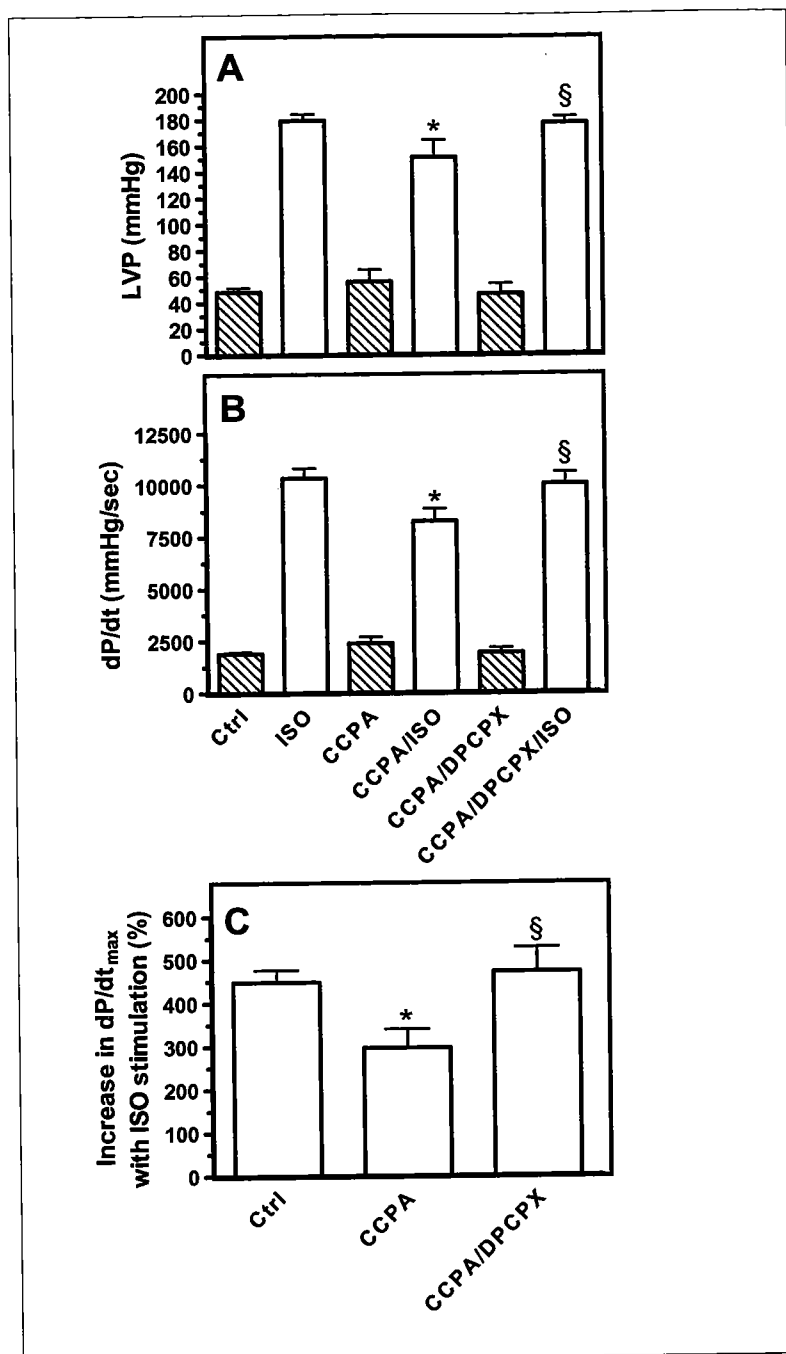 A
LVP (mmHg)
200
180
160
140
120
100
80
60
40
20
0
*
§
B
dP/dt (mmHg/sec)
12500
10000
7500
5000
2500
0
*
§
Ctrl
ISO
CCPA
CCPA/ISO
CCPA/DPCPX
CCPA/DPCPX/ISO
C
Increase in dP/dtmax
with ISO stimulation (%)
600
500
400
300
200
100
0
*
§
Ctrl
CCPA
CCPA/DPCPX